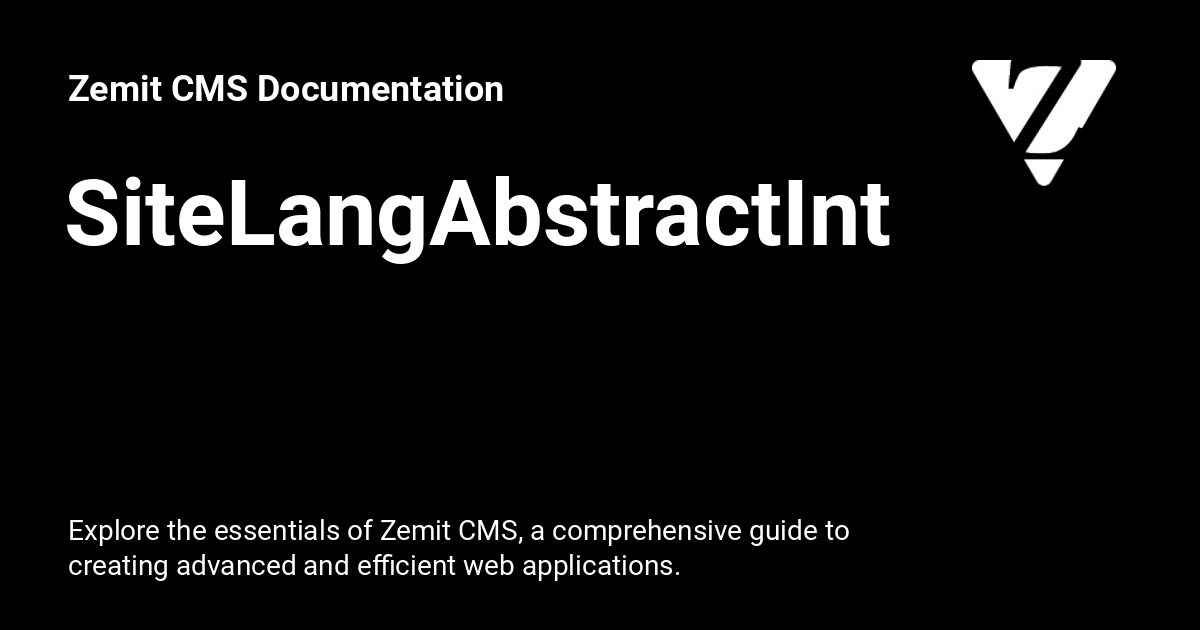 Zemit CMS Documentation
SiteLangAbstractInt
Explore the essentials of Zemit CMS, a comprehensive guide to
creating advanced and efficient web applications.